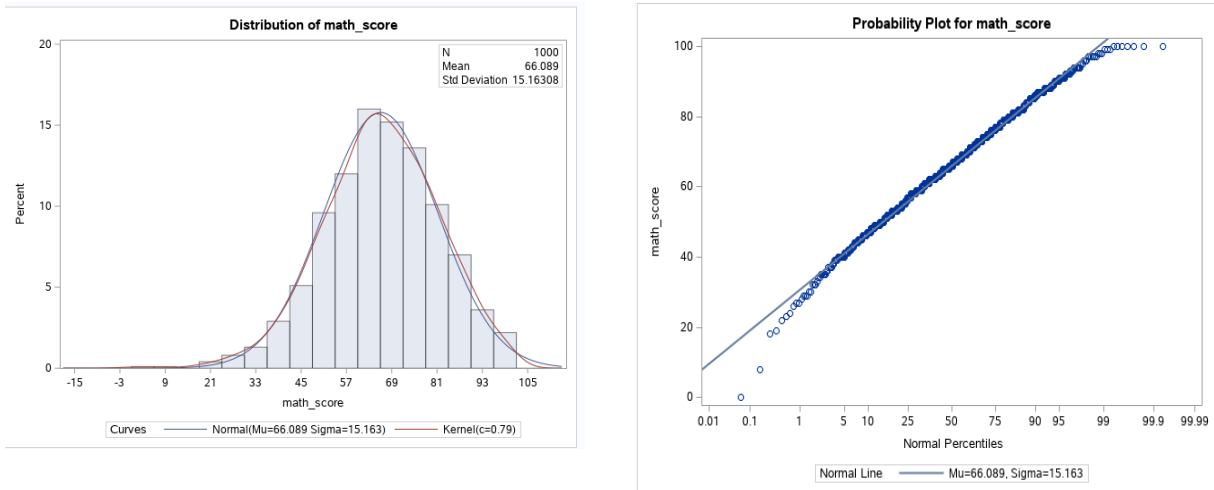 Distribution of math_score
20
15
10
5
0
Percent
N 1000
Mean 66.089
Std Deviation 15.16308
-15 -3 9 21 33 45 57 69 81 93 105
math_score
Curves Normal(Mu=66.089 Sigma=15.163) Kernel(c=0.79)
Probability Plot for math_score
100
80
60
40
20
0
math_score
0.01 0.1 1 5 10 25 50 75 90 95 99 99.9 99.99
Normal Percentiles
Normal Line Mu=66.089, Sigma=15.163